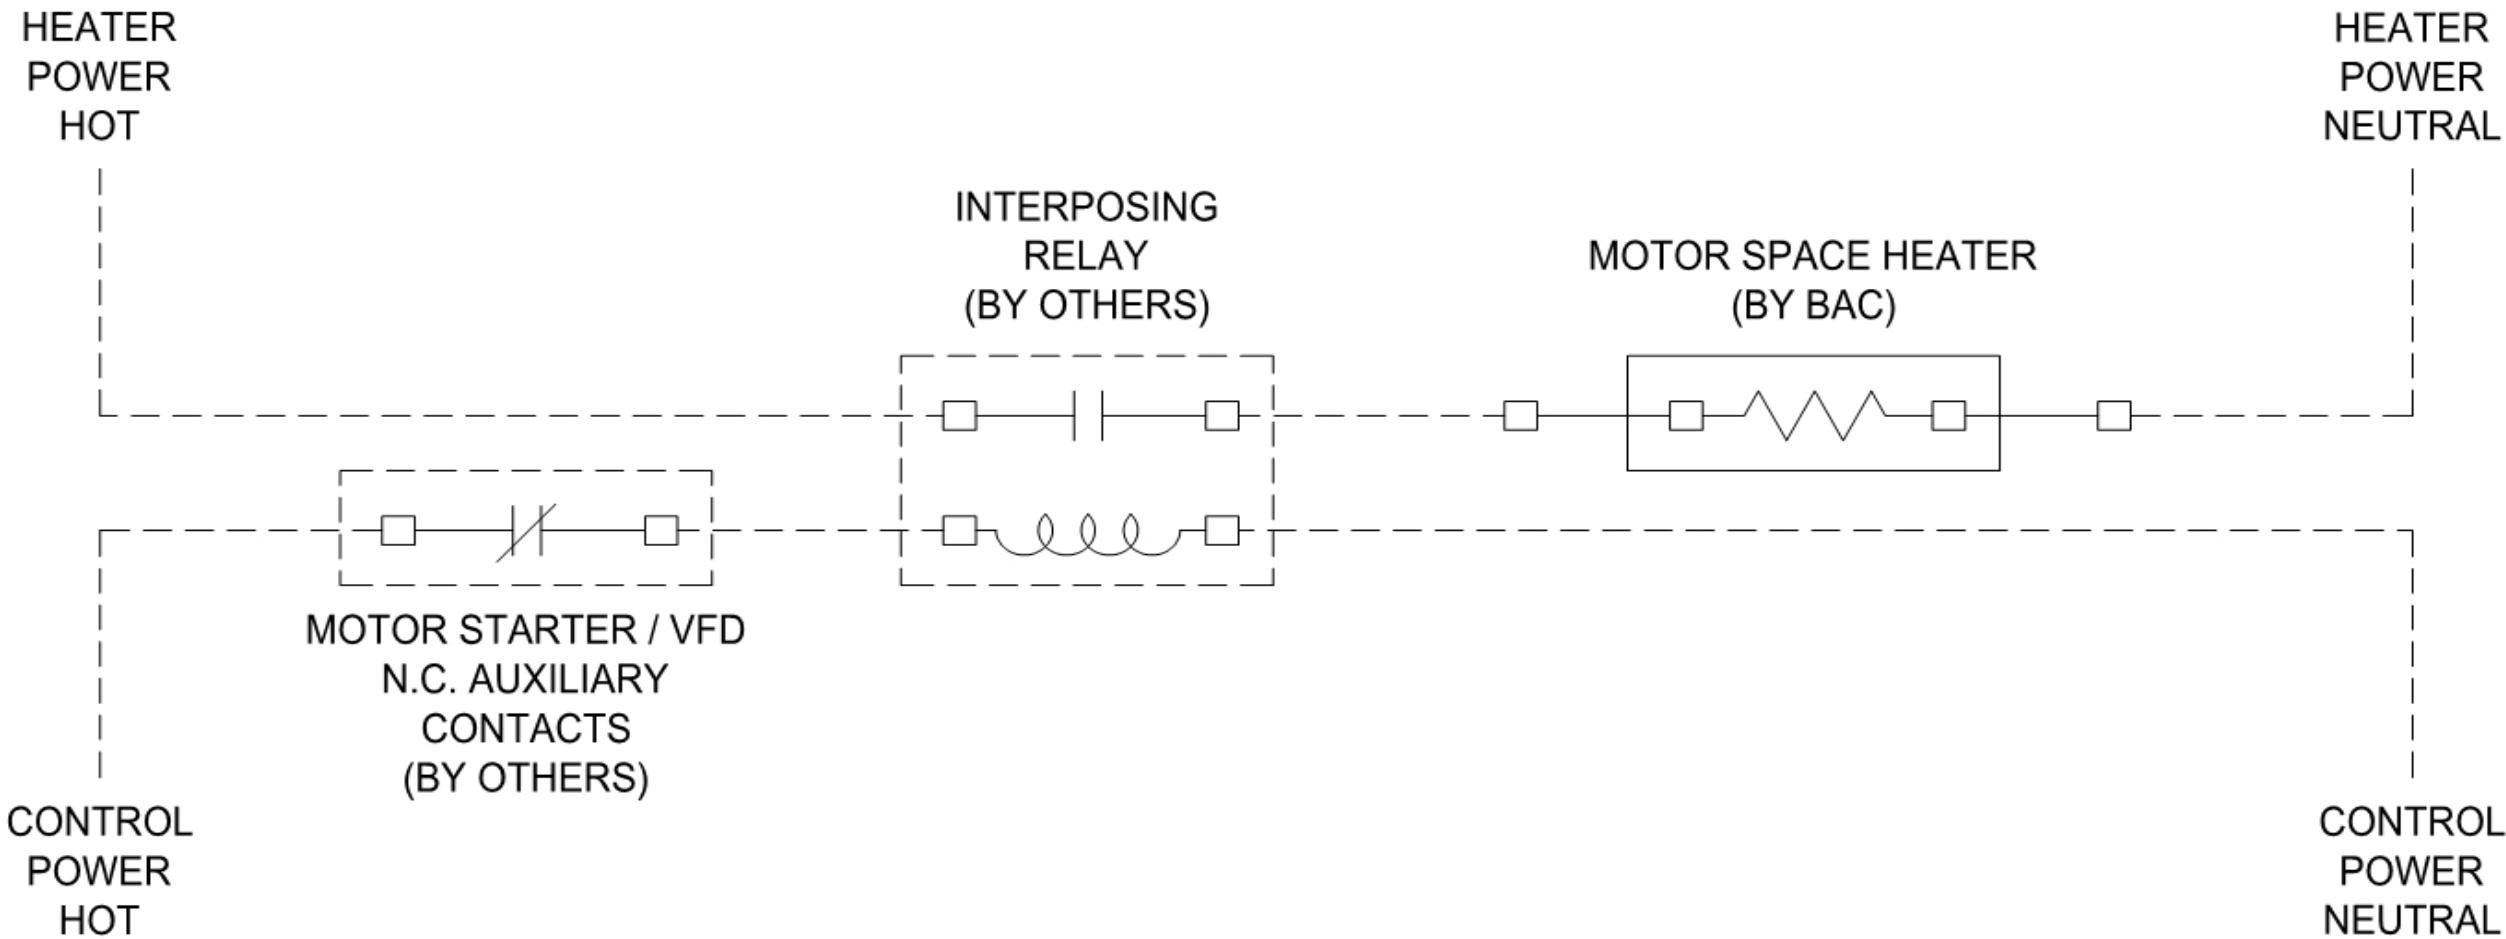 HEATER
POWER
HOT
HEATER
POWER
NEUTRAL
INTERPOSING
RELAY
(BY OTHERS)
MOTOR SPACE HEATER
(BY BAC)
MOTOR STARTER / VFD
N.C. AUXILIARY
CONTACTS
(BY OTHERS)
CONTROL
POWER
HOT
CONTROL
POWER
NEUTRAL